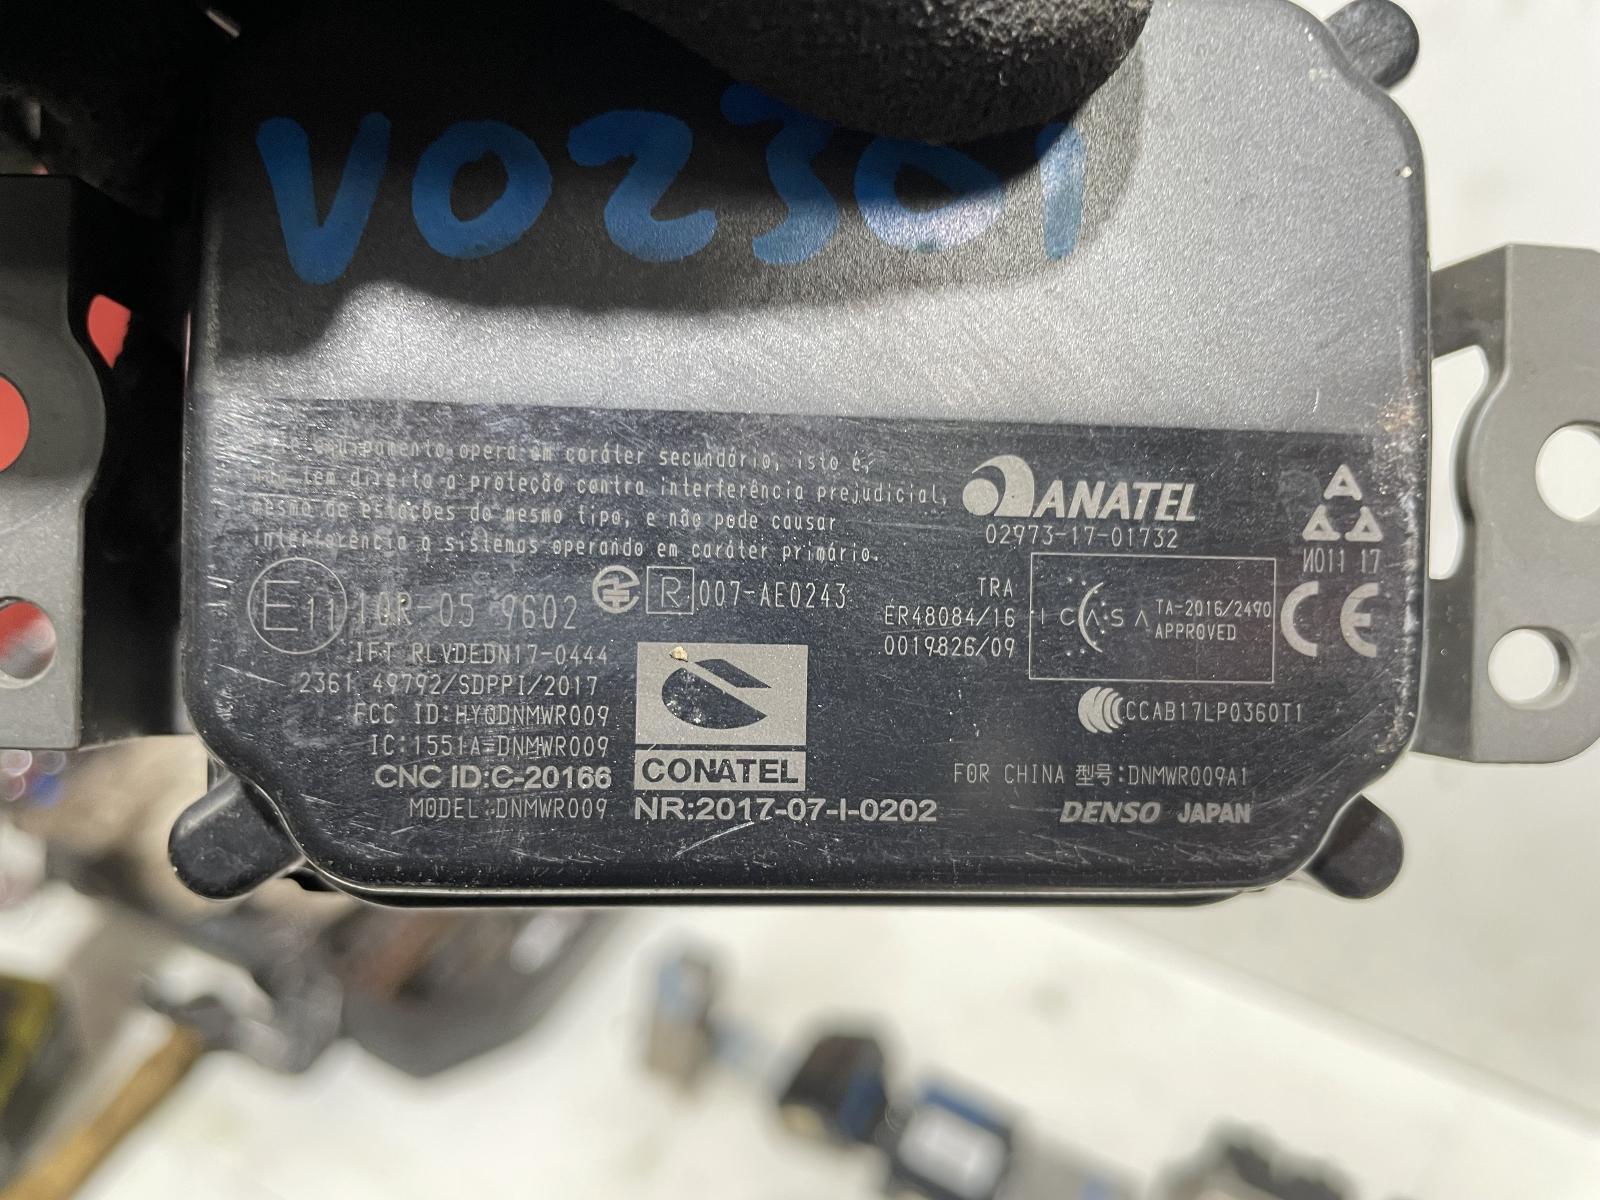 V02301
equipamento opera em caráter secundário, isto é,
não tem direito a proteção contra interferência prejudicial,
mesmo de estações do mesmo tipo, e não pode causar
interferência a sistemas operando em caráter primário.
ANATEL
02973-17-01732
A
N011 17
E11 10R-05 9602
R 007-AE0243
TRA
ER48084/16
0019826/09
ICASA TA-2016/2490
APPROVED
CE
IFT RLVDEDN17-0444
2361 49792/SDPPI/2017
FCC ID:HYQDNMWR009
IC:1551A-DNMWR009
CNC ID:C-20166
MODEL:DNMWR009
CONATEL
NR:2017-07-I-0202
CCAB17LP0360T1
FOR CHINA 型号:DNMWR009A1
DENSO JAPAN